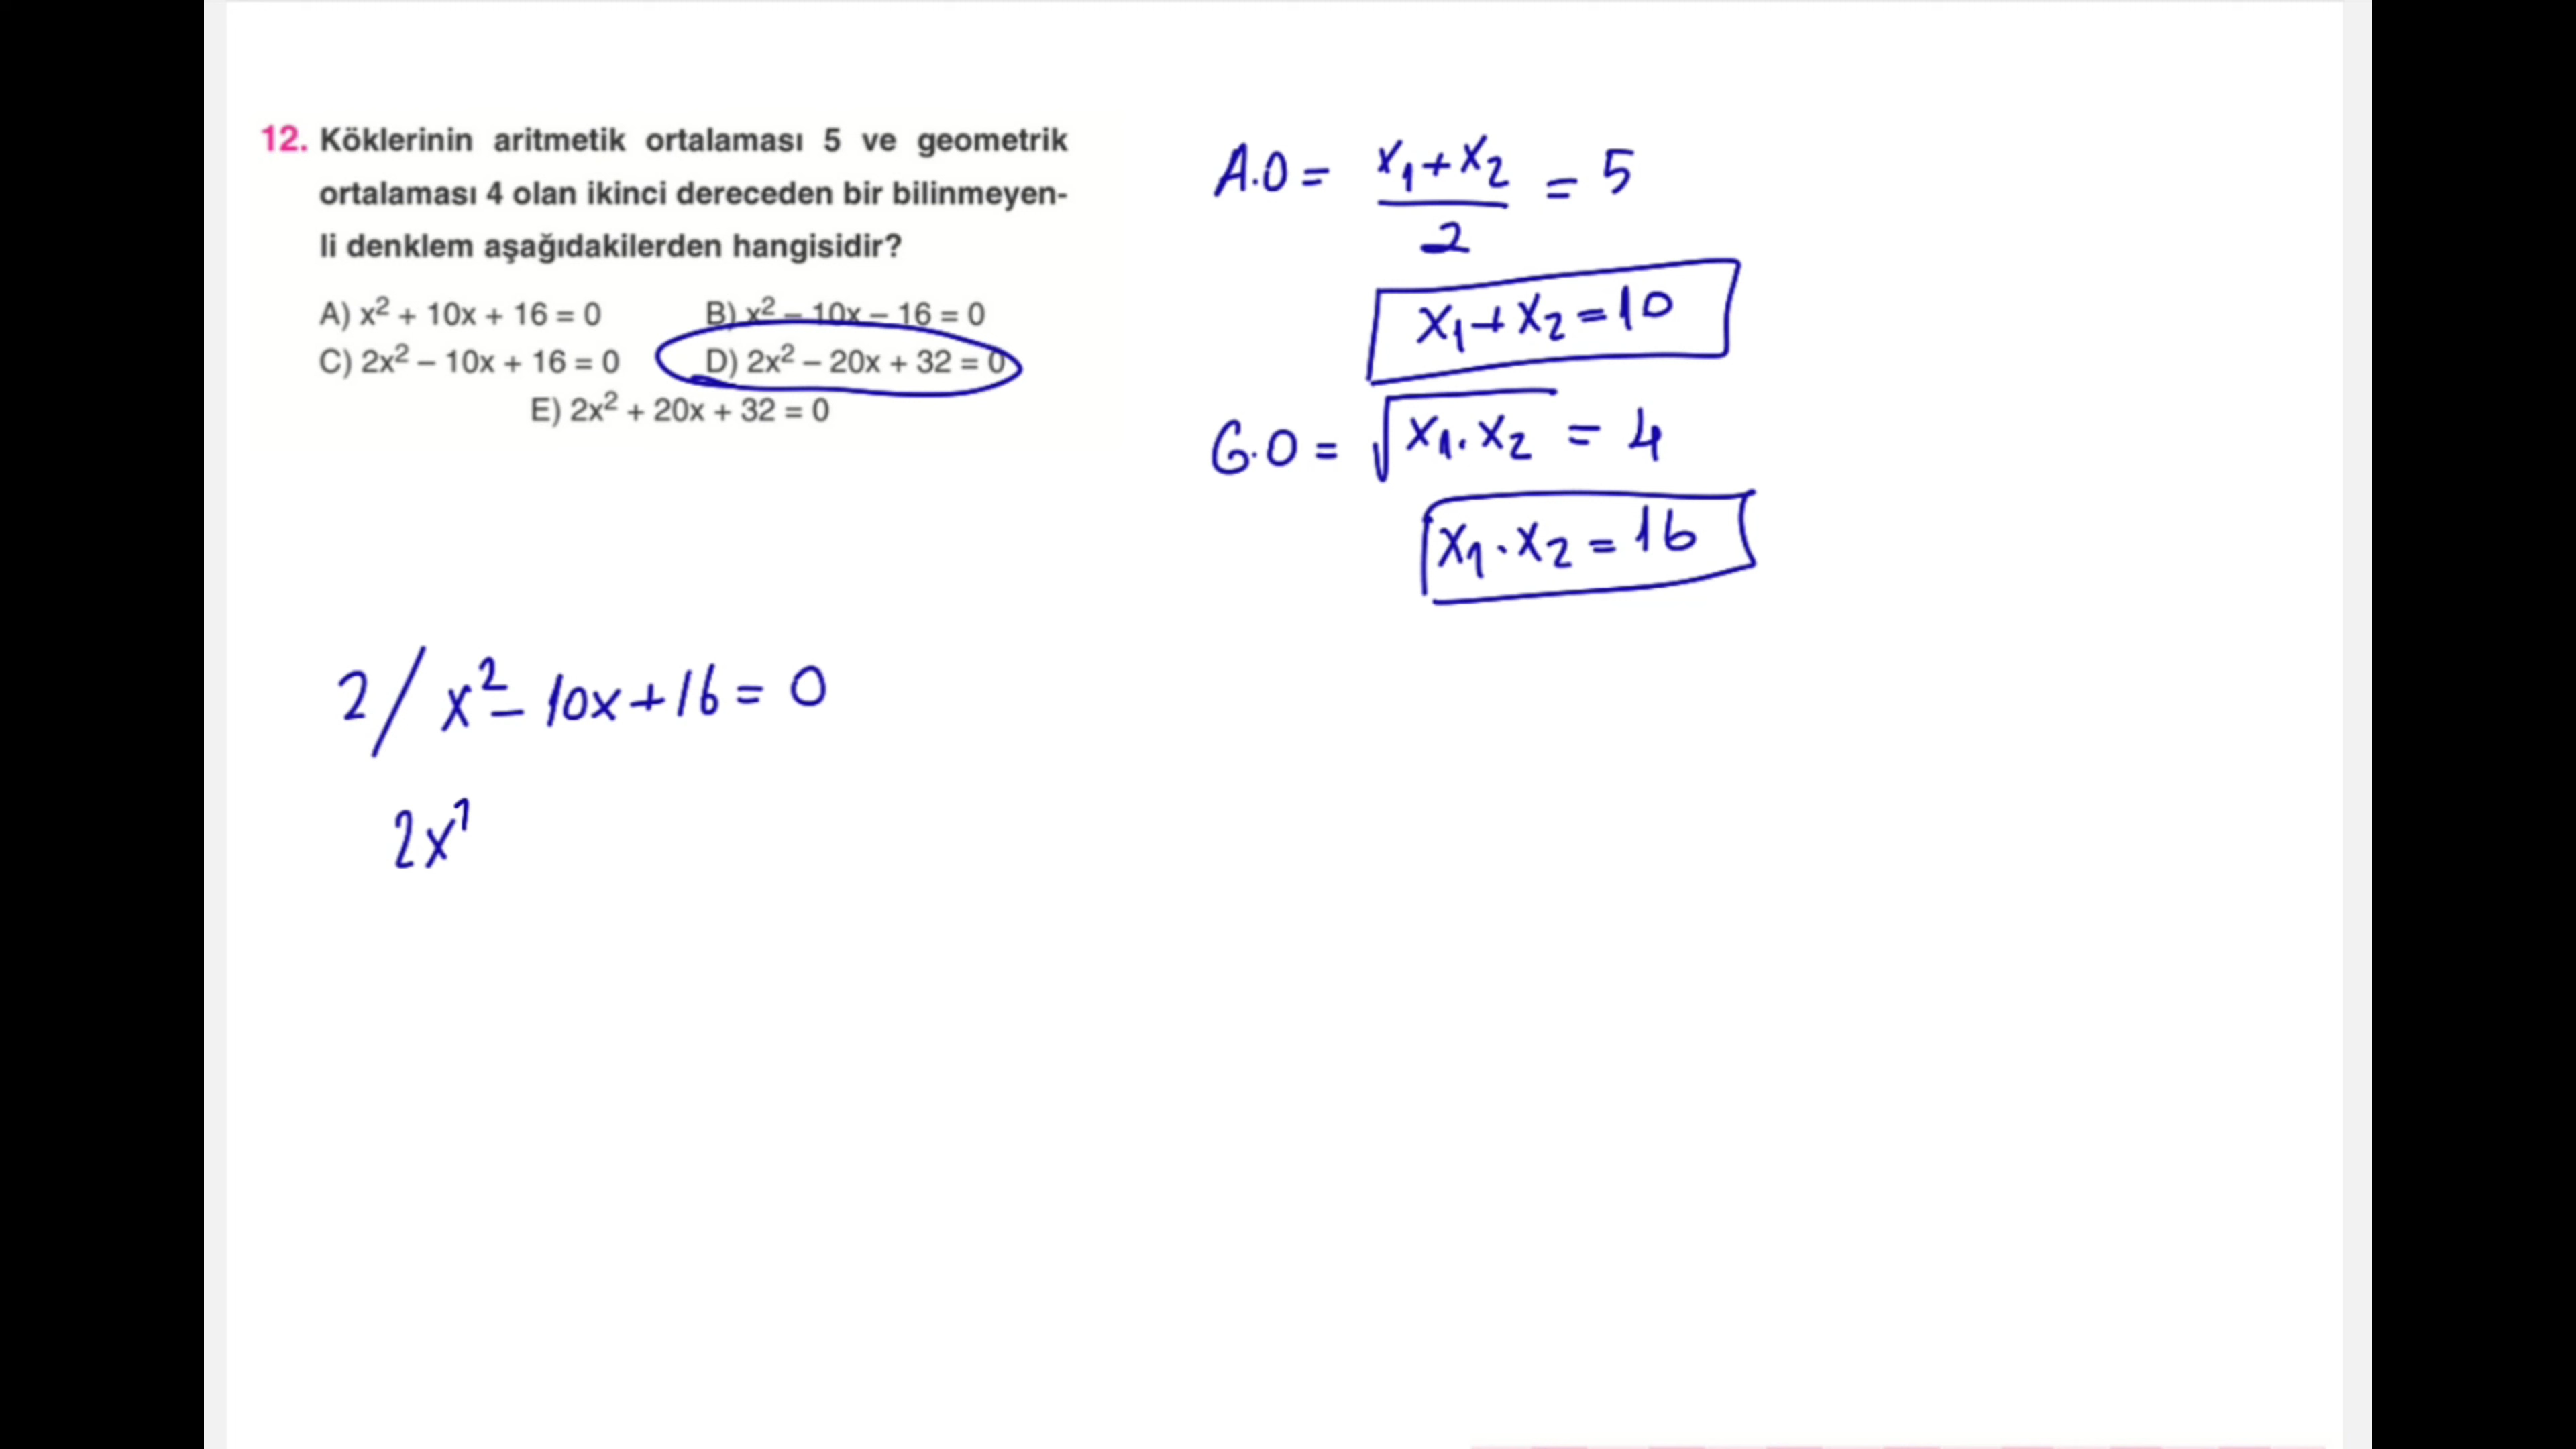 12. Köklerinin aritmetik ortalaması 5 ve geometrik
ortalaması 4 olan ikinci dereceden bir bilinmeyen-
li denklem aşağıdakilerden hangisidir?
A) x² + 10x + 16 = 0 B) x² – 10x – 16 = 0
C) 2x² – 10x + 16 = 0 D) 2x² – 20x + 32 = 0
E) 2x² + 20x + 32 = 0
A.O = (x₁+x₂)/2 = 5
x₁+x₂=10
G.O = √(x₁.x₂) = 4
x₁.x₂=16
2/ x²-10x+16=0
2x